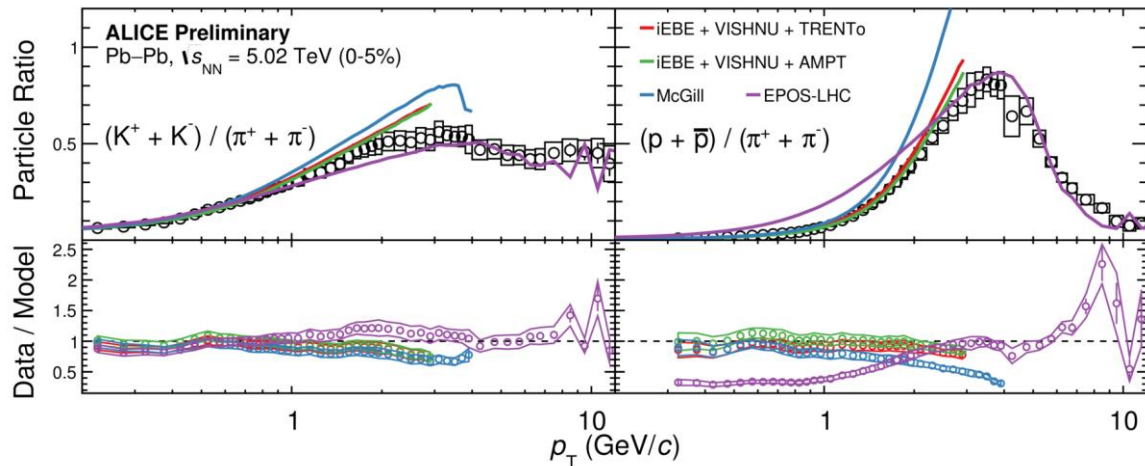 ALICE Preliminary
Pb–Pb, √s_NN = 5.02 TeV (0-5%)
iEBE + VISHNU + TRENTo
iEBE + VISHNU + AMPT
McGill
EPOS-LHC
Particle Ratio
1
0.5
(K⁺ + K⁻) / (π⁺ + π⁻)
(p + p̅) / (π⁺ + π⁻)
Data / Model
2.5
2
1.5
1
0.5
1
10
1
10
p_T (GeV/c)